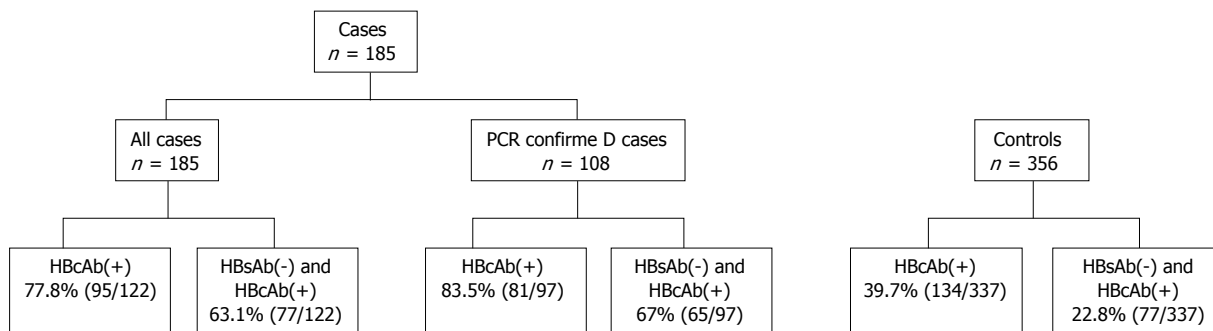 Cases
n = 185
All cases
n = 185
PCR confirme D cases
n = 108
Controls
n = 356
HBcAb(+)
77.8% (95/122)
HBsAb(-) and
HBcAb(+)
63.1% (77/122)
HBcAb(+)
83.5% (81/97)
HBsAb(-) and
HBcAb(+)
67% (65/97)
HBcAb(+)
39.7% (134/337)
HBsAb(-) and
HBcAb(+)
22.8% (77/337)